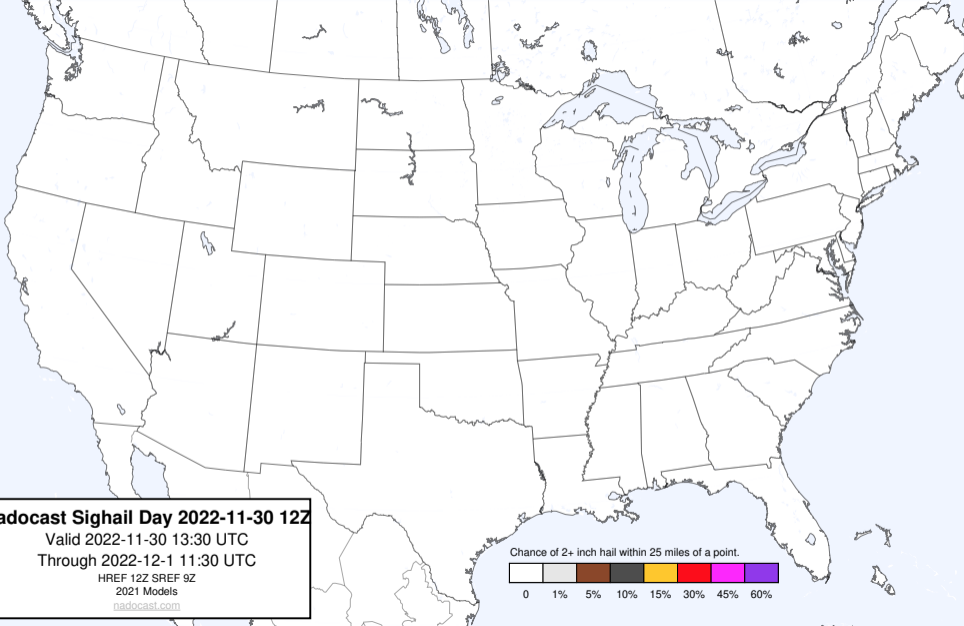 adocast Sighail Day 2022-11-30 12Z
Valid 2022-11-30 13:30 UTC
Through 2022-12-1 11:30 UTC
HREF 12Z SREF 9Z
2021 Models
nadocast.com
Chance of 2+ inch hail within 25 miles of a point.
0 1% 5% 10% 15% 30% 45% 60%